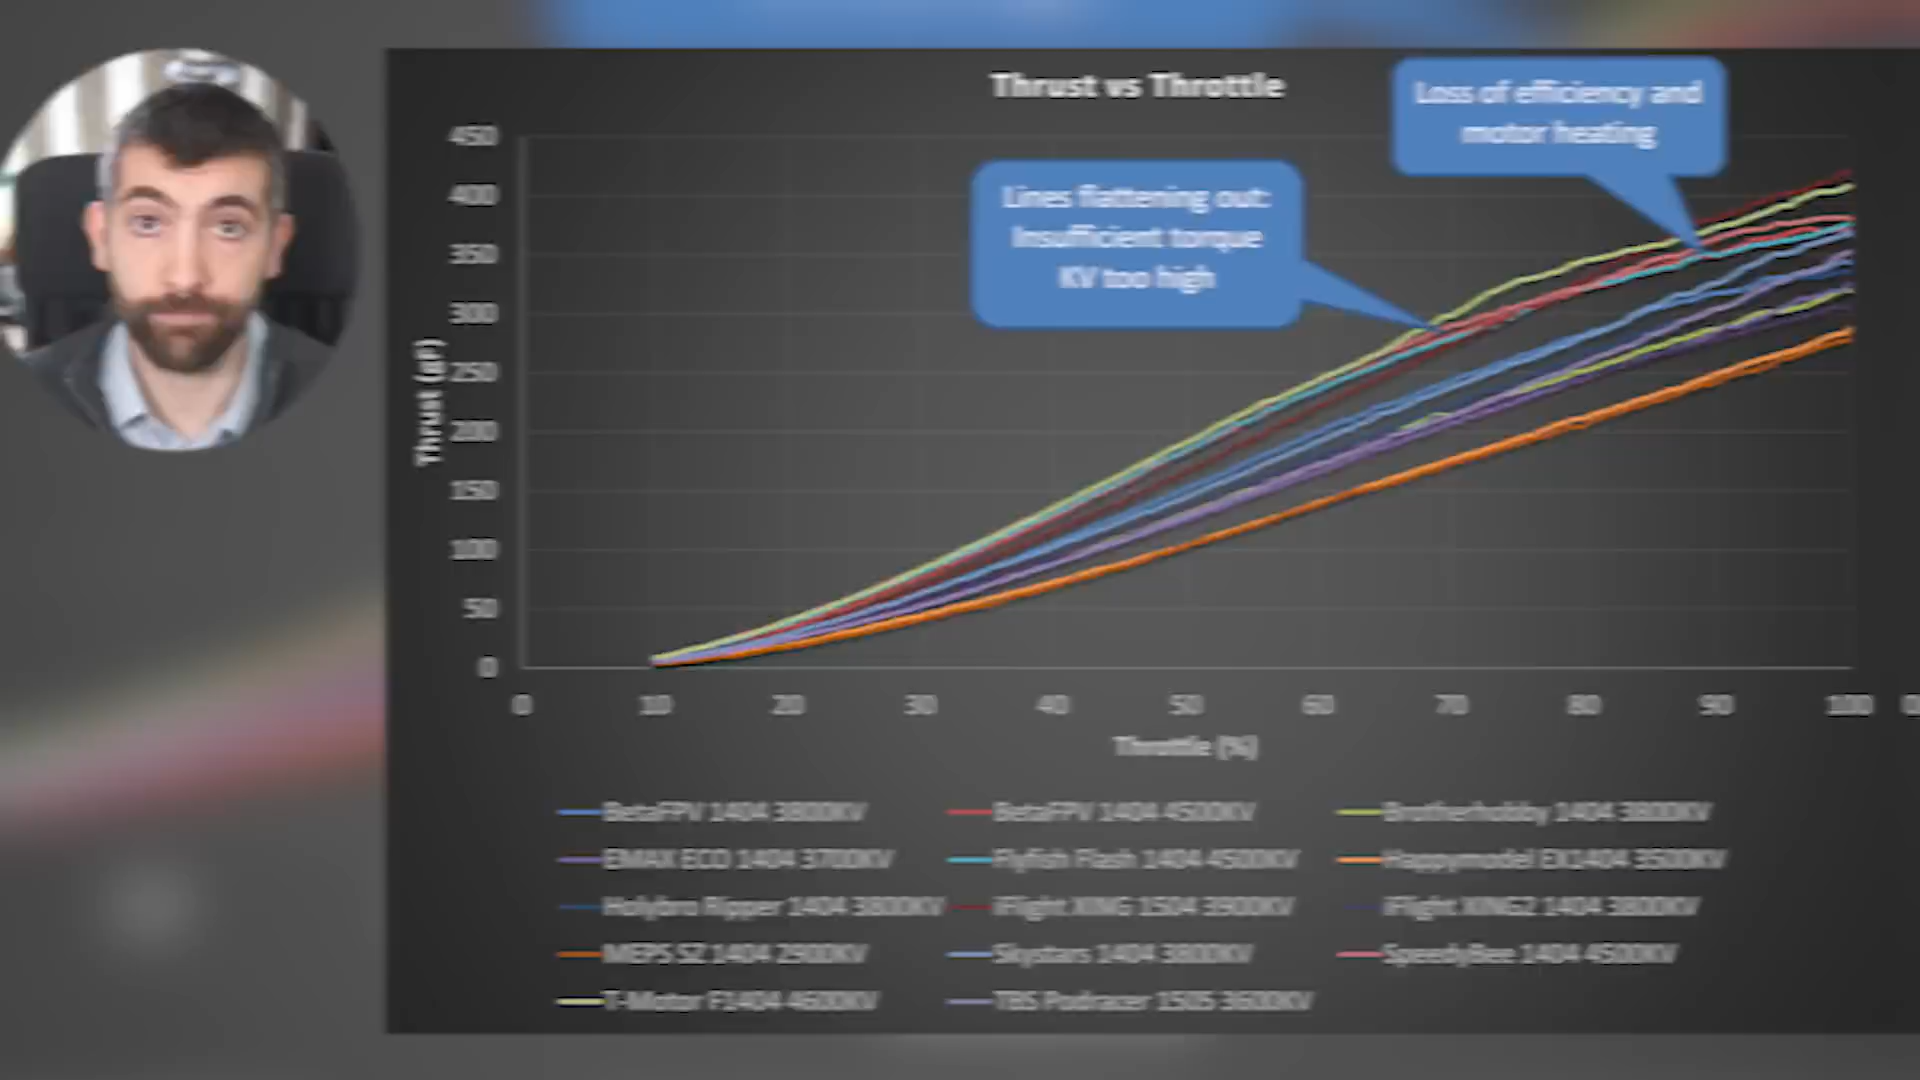 Thrust vs Throttle
Loss of efficiency and
motor heating
Lines flattening out:
Insufficient torque
KV too high
Thrust (gF)
450
400
350
300
250
200
150
100
50
0
0 10 20 30 40 50 60 70 80 90 100
Throttle (%)
BetaFPV 1404 3800KV BetaFPV 1404 4500KV Brotherhobby 1404 3800KV
EMAX ECO 1404 3700KV Flyfish Flash 1404 4500KV Happymodel EX1404 3500KV
Holybro Ripper 1404 3800KV iFlight XING 1504 3900KV iFlight XING2 1404 3800KV
MEPS SZ 1404 2900KV Skystars 1404 3800KV SpeedyBee 1404 4500KV
T-Motor F1404 4600KV TBS Podracer 1505 3600KV